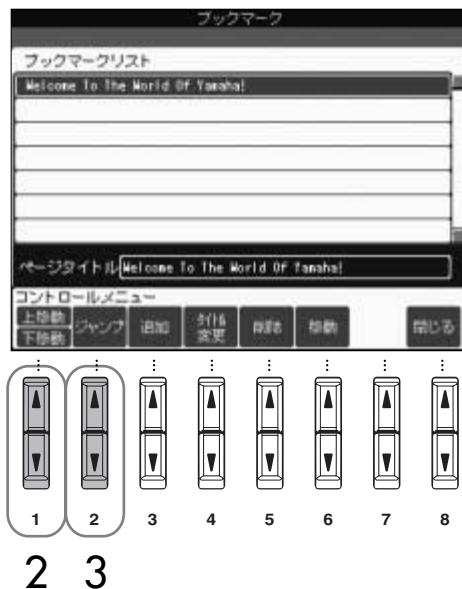 ブックマーク
ブックマークリスト
Welcome To The World Of Yamaha!
ページタイトル Welcome To The World Of Yamaha!
コントロールメニュー
上移動 ジャンプ 追加 タイトル 削除 移動 閉じる
下移動 変更
1 2 3 4 5 6 7 8
2 3